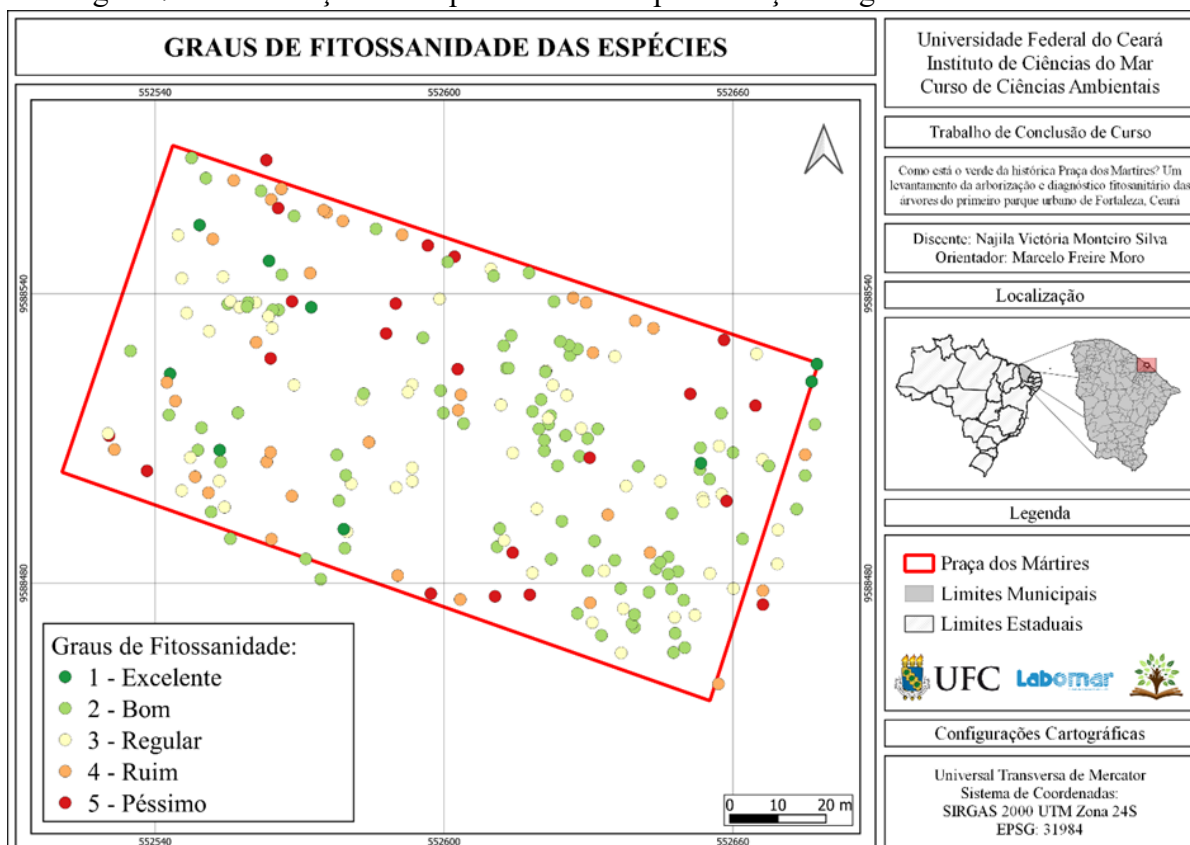 GRAUS DE FITOSSANIDADE DAS ESPÉCIES
552540
552600
552660
9588540
9588540
9588480
9588480
Graus de Fitossanidade:
1 - Excelente
2 - Bom
3 - Regular
4 - Ruim
5 - Péssimo
0 10 20 m
552540
552600
552660
Universidade Federal do Ceará
Instituto de Ciências do Mar
Curso de Ciências Ambientais
Trabalho de Conclusão de Curso
Como está o verde da histórica Praça dos Martires? Um
levantamento da arborização e diagnóstico fitosanitário das
árvores do primeiro parque urbano de Fortaleza, Ceará
Discente: Najila Victória Monteiro Silva
Orientador: Marcelo Freire Moro
Localização
Legenda
Praça dos Mártires
Limites Municipais
Limites Estaduais
UFC
Labomar
Configurações Cartográficas
Universal Transversa de Mercator
Sistema de Coordenadas:
SIRGAS 2000 UTM Zona 24S
EPSG: 31984